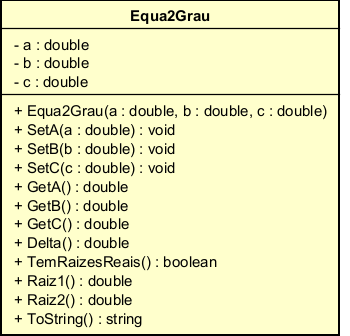 Equa2Grau
- a : double
- b : double
- c : double
+ Equa2Grau(a : double, b : double, c : double)
+ SetA(a : double) : void
+ SetB(b : double) : void
+ SetC(c : double) : void
+ GetA() : double
+ GetB() : double
+ GetC() : double
+ Delta() : double
+ TemRaizesReais() : boolean
+ Raiz1() : double
+ Raiz2() : double
+ ToString() : string